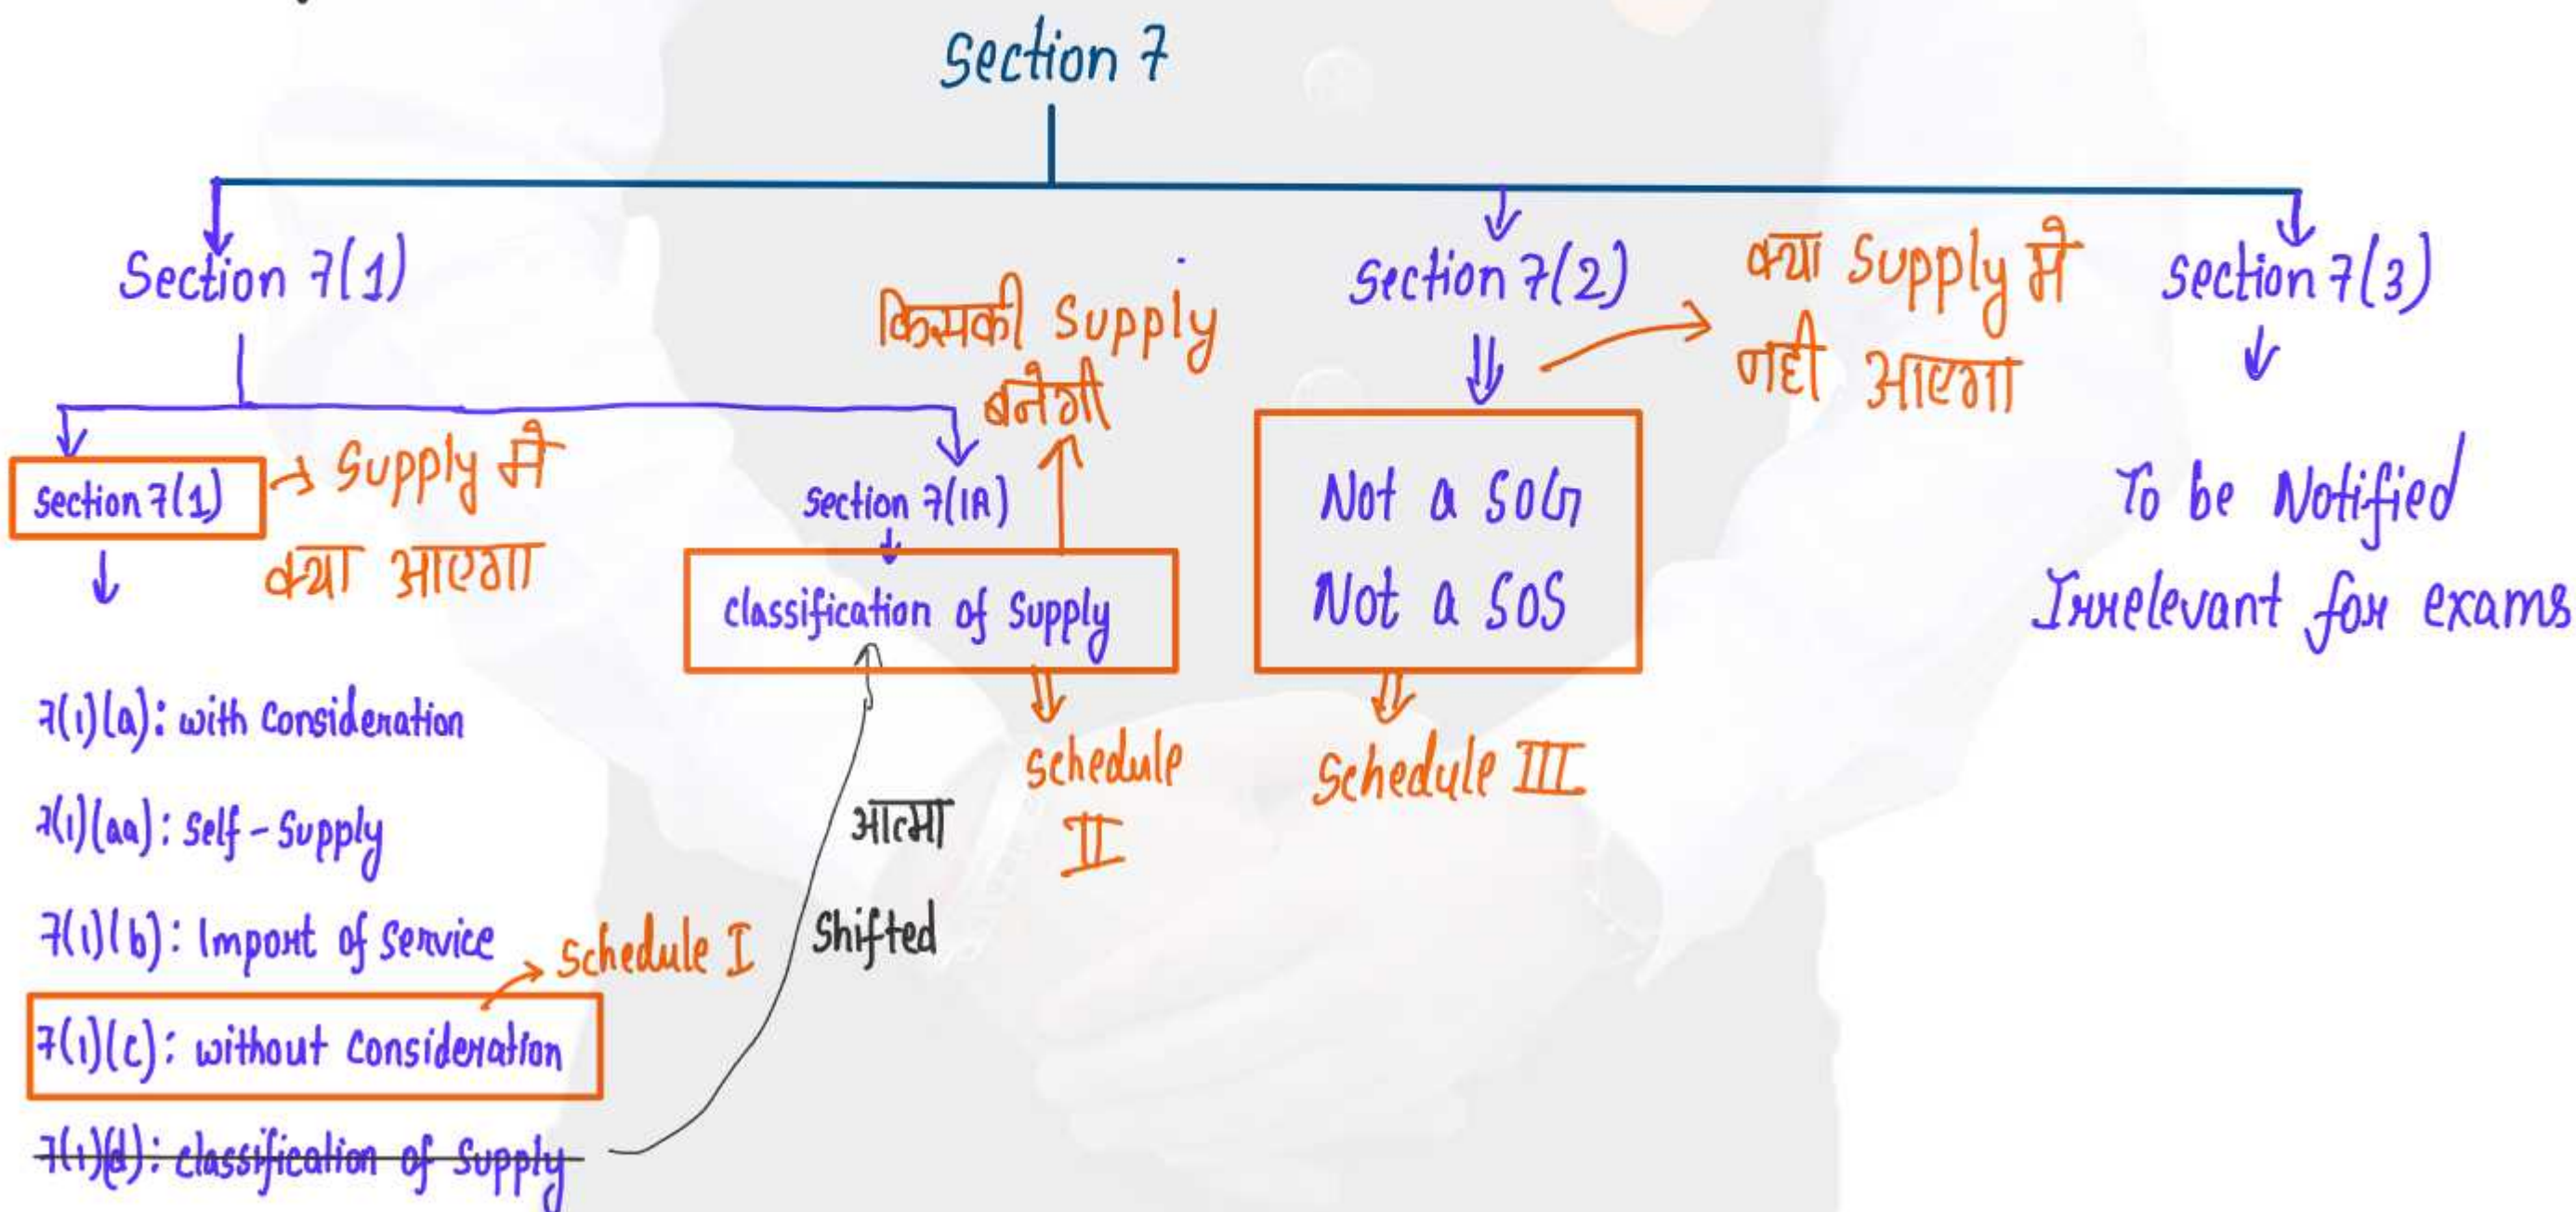 Section 7
Section 7(1)
section 7(1)
→ Supply में
क्या आएगा
7(1)(a): with Consideration
7(1)(aa): Self-Supply
7(1)(b): Import of Service
7(1)(c): without Consideration
Schedule I
7(1)(d): classification of Supply
आत्मा
Shifted
Section 7(1A)
classification of Supply
किसकी Supply
बनेगी
Schedule
II
Section 7(2)
क्या Supply में
नही आएगा
Not a SOG
Not a SOS
Schedule III
Section 7(3)
To be Notified
Irrelevant for exams